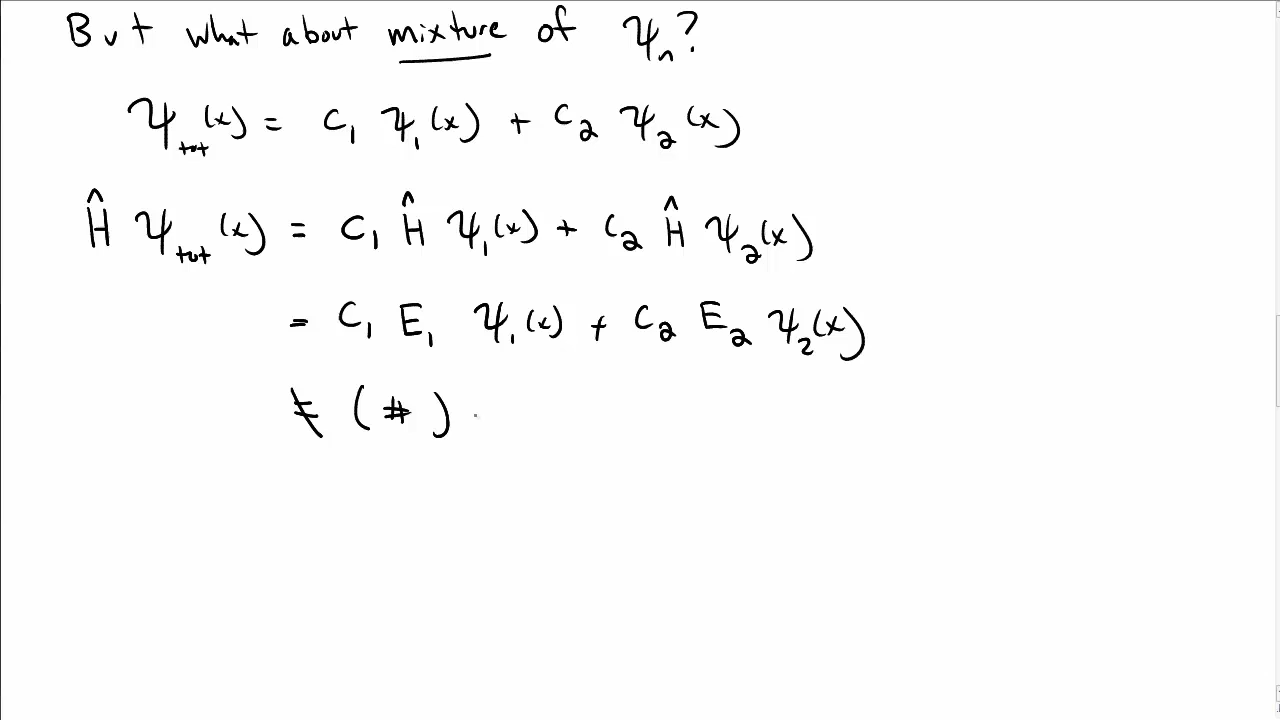 But what about mixture of Ψₙ?
Ψₜₒₜ(x) = C₁ Ψ₁(x) + C₂ Ψ₂(x)
Ĥ Ψₜₒₜ(x) = C₁ Ĥ Ψ₁(x) + C₂ Ĥ Ψ₂(x)
= C₁ E₁ Ψ₁(x) + C₂ E₂ Ψ₂(x)
≠ (#)